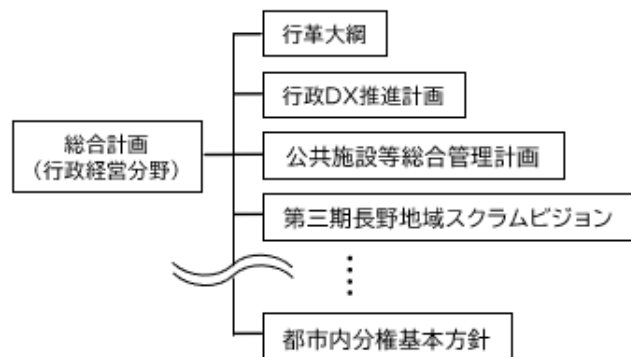 行革大綱
行政DX推進計画
総合計画
（行政経営分野）
公共施設等総合管理計画
第三期長野地域スクラムビジョン
都市内分権基本方針